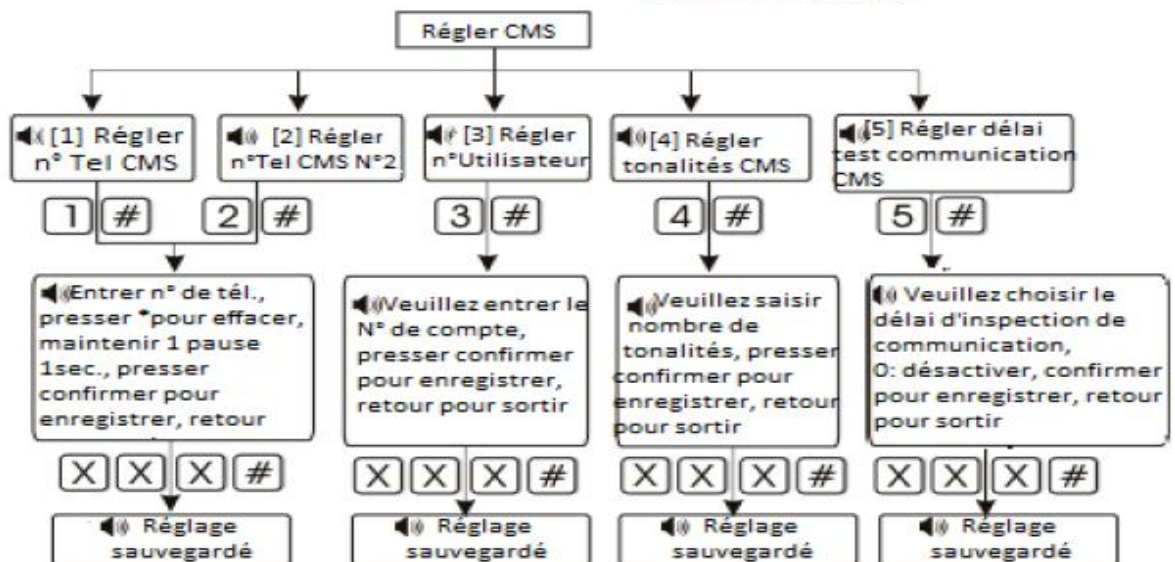 Régler CMS
[1] Régler
n° Tel CMS
[2] Régler
n°Tel CMS N°2
[3] Régler
n°Utilisateur
[4] Régler
tonalités CMS
[5] Régler délai
test communication
CMS
1 #
2 #
3 #
4 #
5 #
Entrer n° de tél.,
presser *pour effacer,
maintenir 1 pause
1sec., presser
confirmer pour
enregistrer, retour
Veuillez entrer le
N° de compte,
presser confirmer
pour enregistrer,
retour pour sortir
Veuillez saisir
nombre de
tonalités, presser
confirmer pour
enregistrer, retour
pour sortir
Veuillez choisir le
délai d'inspection de
communication,
0: désactiver, confirmer
pour enregistrer, retour
pour sortir
X X X #
X X X #
X X X #
X X X #
Réglage
sauvegardé
Réglage
sauvegardé
Réglage
sauvegardé
Réglage
sauvegardé